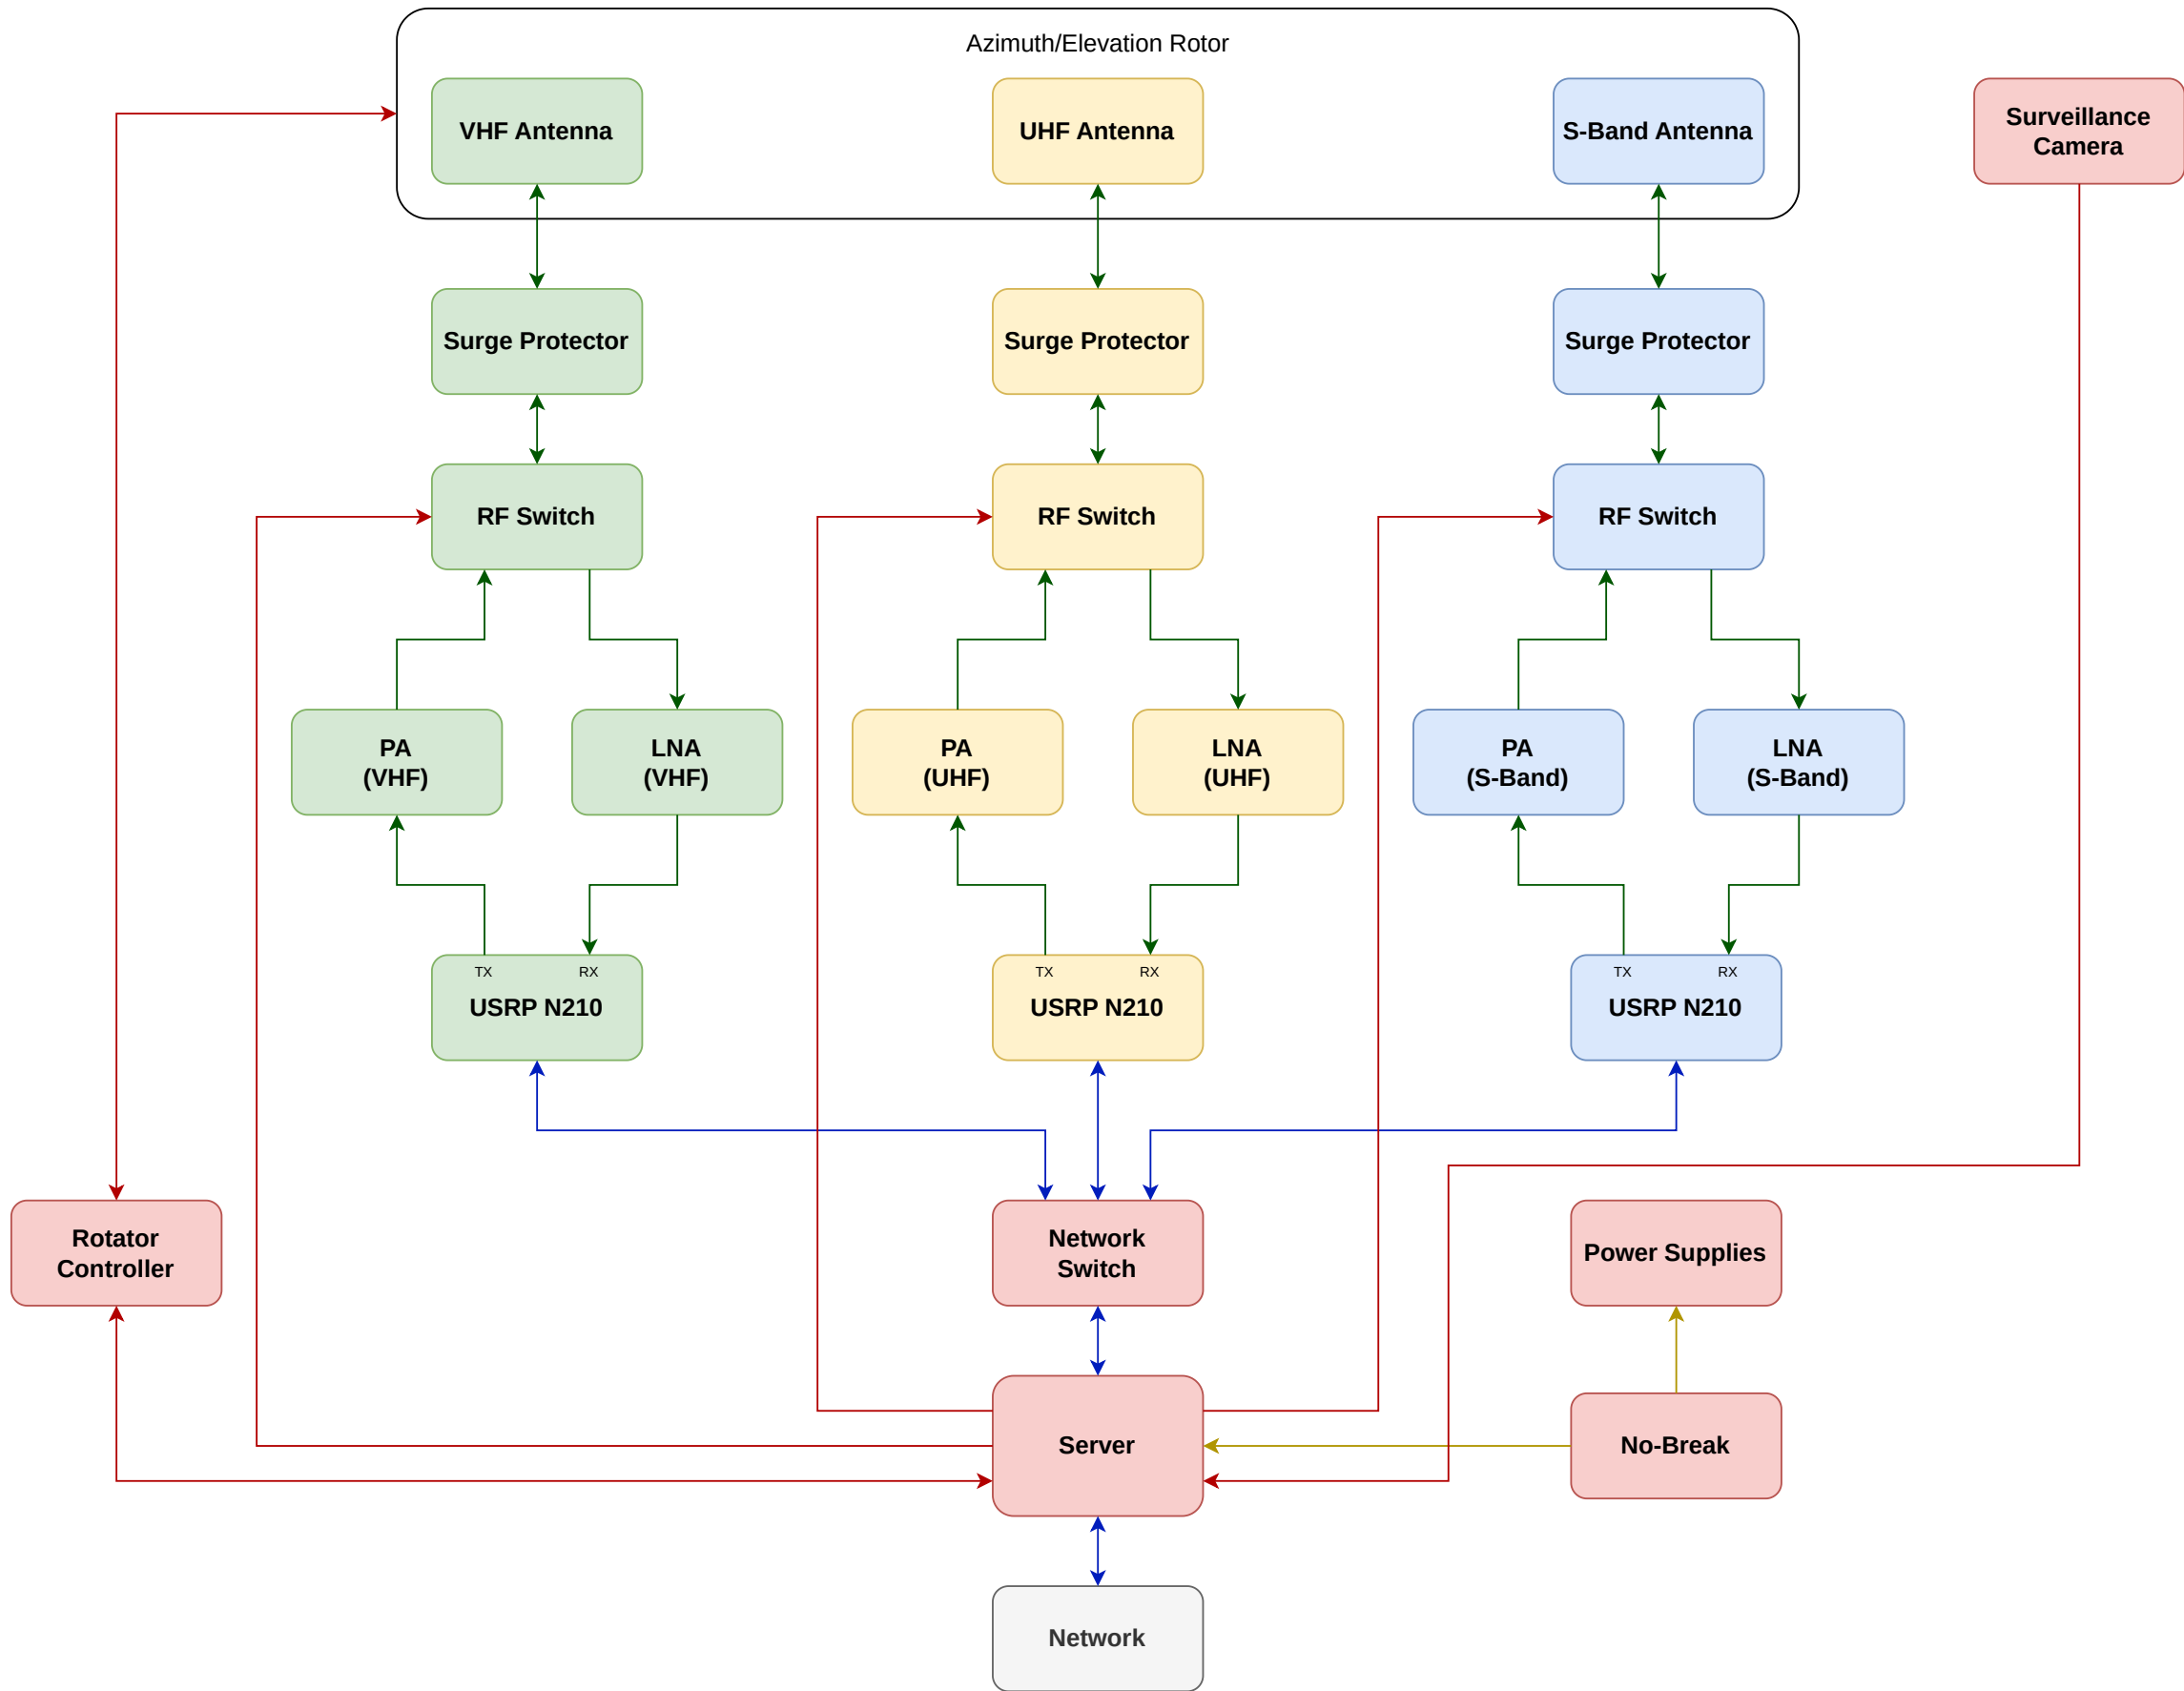 Azimuth/Elevation Rotor
VHF Antenna
UHF Antenna
S-Band Antenna
Surveillance
Camera
Surge Protector
Surge Protector
Surge Protector
RF Switch
RF Switch
RF Switch
PA
(VHF)
LNA
(VHF)
PA
(UHF)
LNA
(UHF)
PA
(S-Band)
LNA
(S-Band)
TX
RX
USRP N210
TX
RX
USRP N210
TX
RX
USRP N210
Rotator
Controller
Network
Switch
Power Supplies
Server
No-Break
Network